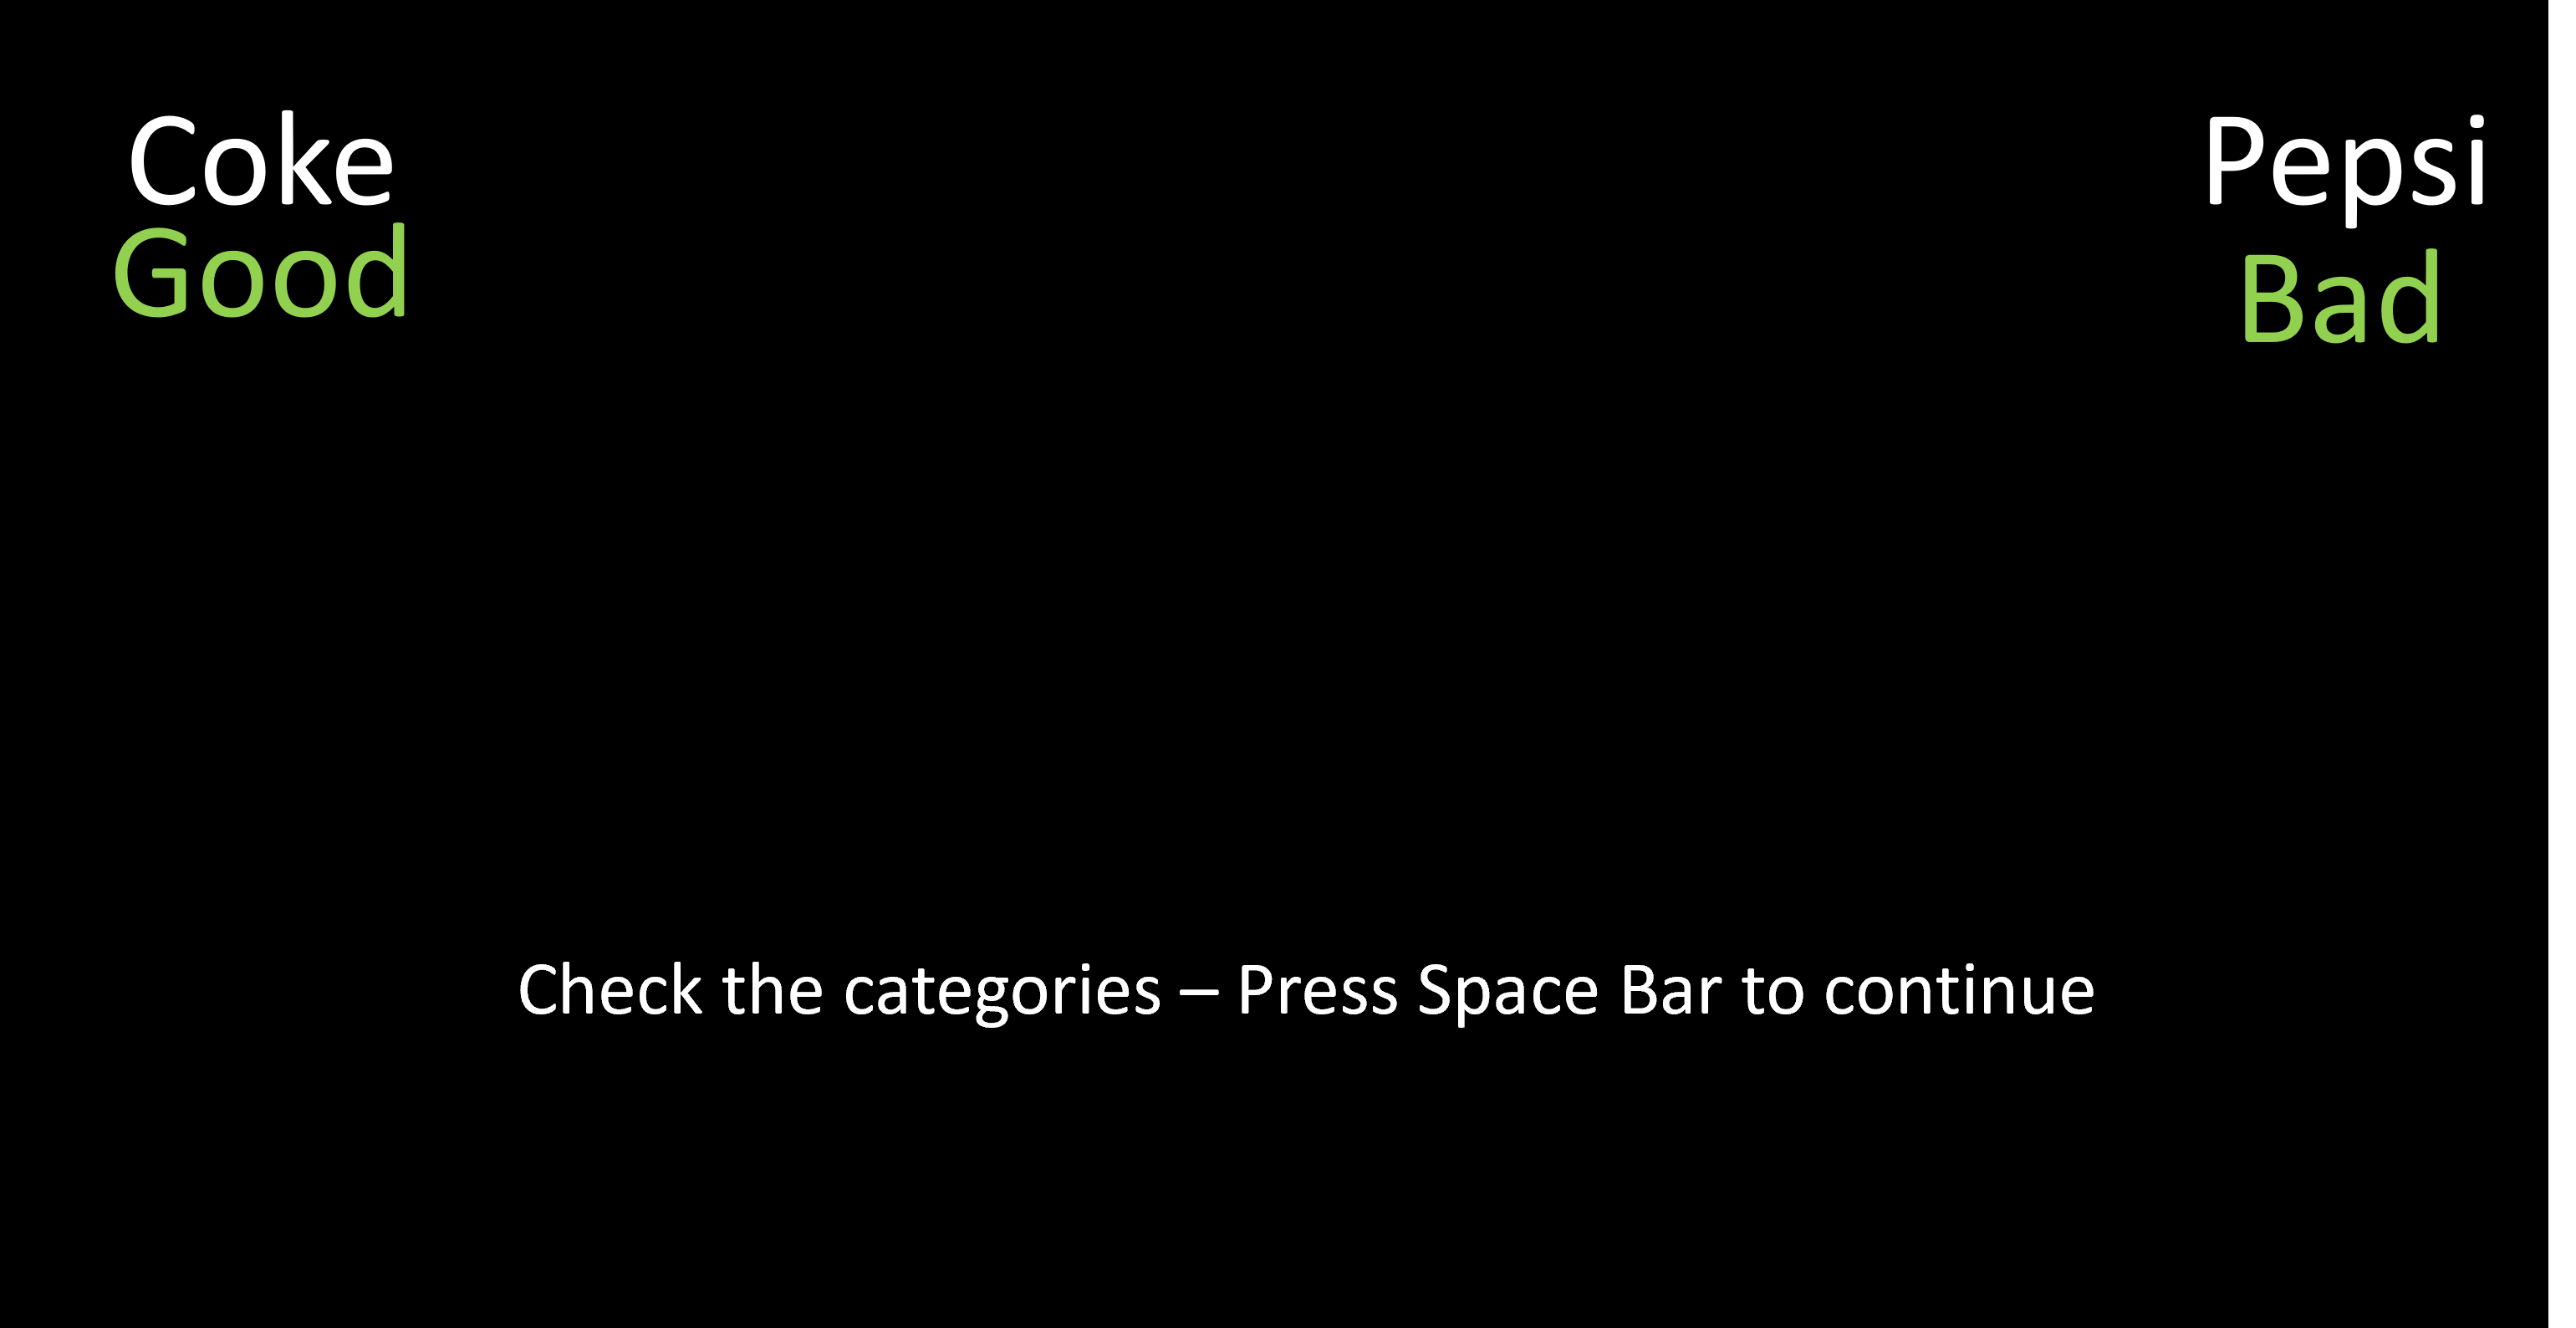 Coke
Good
Pepsi
Bad
Check the categories – Press Space Bar to continue